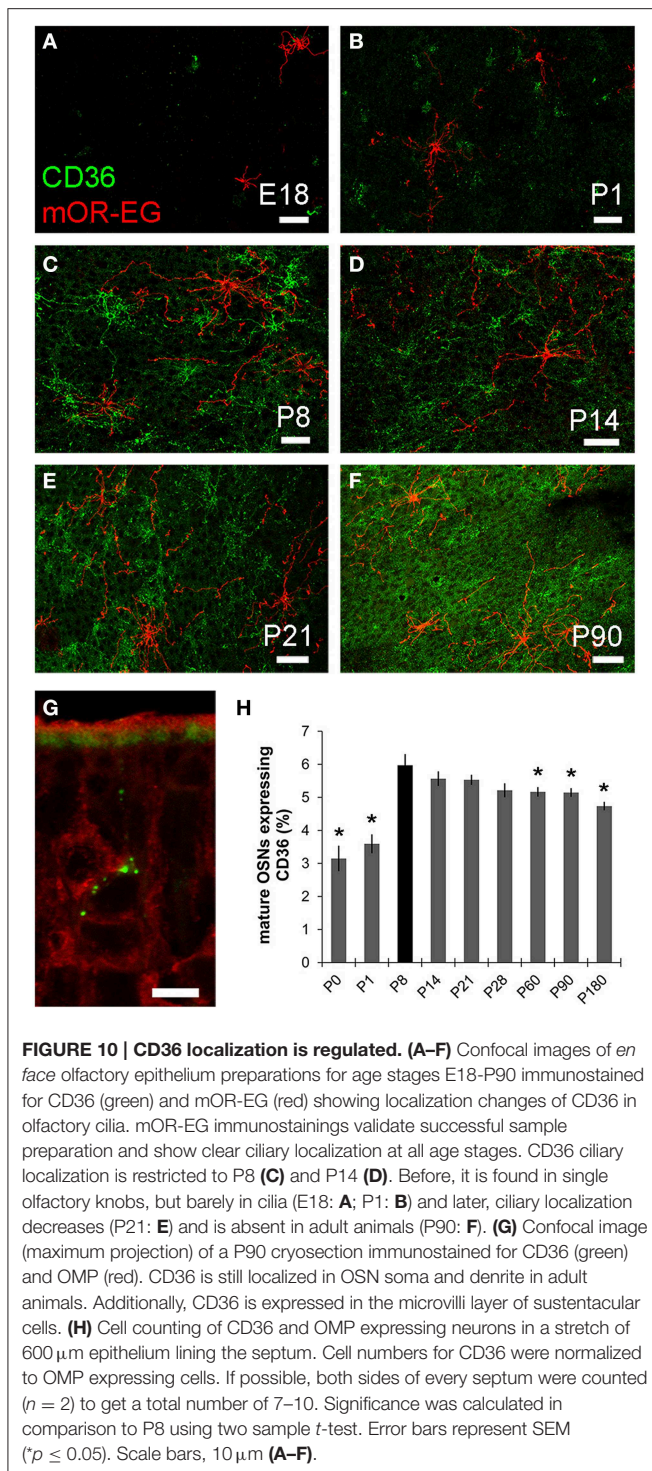 A
CD36
mOR-EG
E18
B
P1
C
P8
D
P14
E
P21
F
P90
G
H
mature OSNs expressing
CD36 (%)
7
6
5
4
3
2
1
0
* * * * *
P0 P1 P8 P14 P21 P28 P60 P90 P180
FIGURE 10 | CD36 localization is regulated. (A–F) Confocal images of en
face olfactory epithelium preparations for age stages E18-P90 immunostained
for CD36 (green) and mOR-EG (red) showing localization changes of CD36 in
olfactory cilia. mOR-EG immunostainings validate successful sample
preparation and show clear ciliary localization at all age stages. CD36 ciliary
localization is restricted to P8 (C) and P14 (D). Before, it is found in single
olfactory knobs, but barely in cilia (E18: A; P1: B) and later, ciliary localization
decreases (P21: E) and is absent in adult animals (P90: F). (G) Confocal image
(maximum projection) of a P90 cryosection immunostained for CD36 (green)
and OMP (red). CD36 is still localized in OSN soma and denrite in adult
animals. Additionally, CD36 is expressed in the microvilli layer of sustentacular
cells. (H) Cell counting of CD36 and OMP expressing neurons in a stretch of
600 μm epithelium lining the septum. Cell numbers for CD36 were normalized
to OMP expressing cells. If possible, both sides of every septum were counted
(n = 2) to get a total number of 7–10. Significance was calculated in
comparison to P8 using two sample t-test. Error bars represent SEM
(*p ≤ 0.05). Scale bars, 10 μm (A–F).